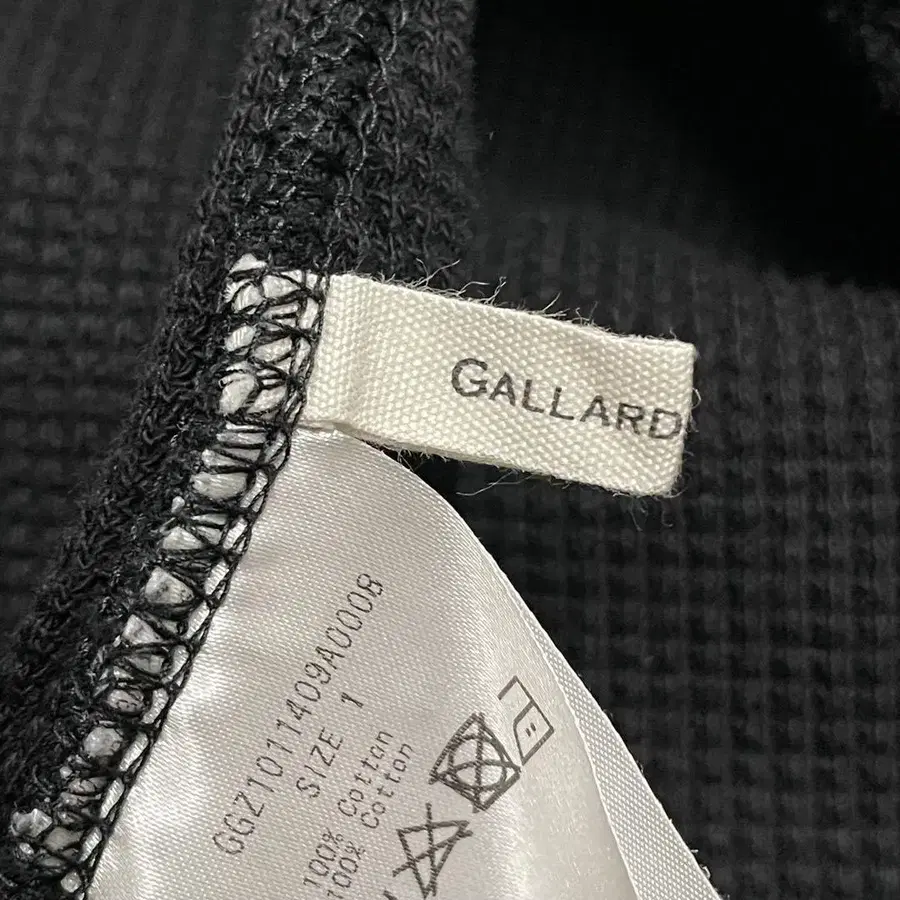 GALLARD
GGZ1011409A0008
SIZE 1
100% Cotton
100% Cotton